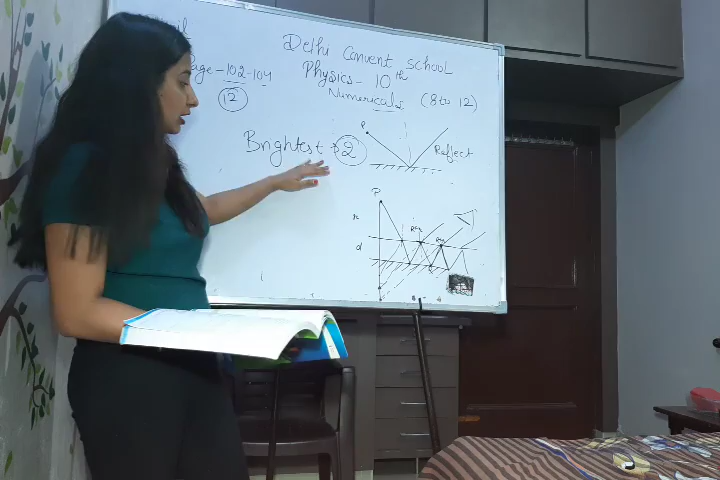 Page - 102-104
12
Delhi Convent school
Physics - 10th
Numericals (8 to 12)
Brightest → 2
P
Reflect
P
d